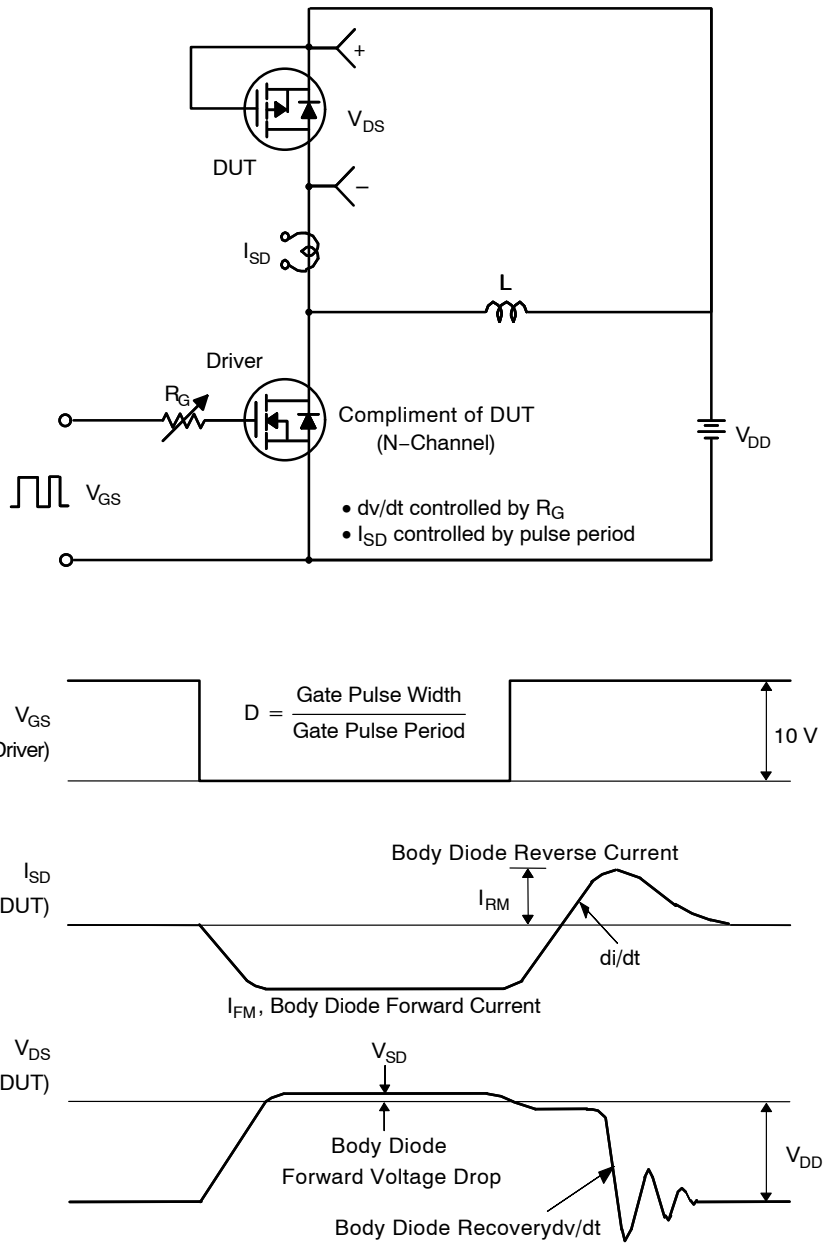 +
V_DS
DUT
−
I_SD
L
Driver
R_G
Compliment of DUT
(N−Channel)
V_DD
V_GS
• dv/dt controlled by R_G
• I_SD controlled by pulse period
V_GS
Driver)
D = Gate Pulse Width
Gate Pulse Period
10 V
Body Diode Reverse Current
I_SD
DUT)
I_RM
di/dt
I_FM, Body Diode Forward Current
V_DS
DUT)
V_SD
Body Diode
Forward Voltage Drop
V_DD
Body Diode Recoverydv/dt